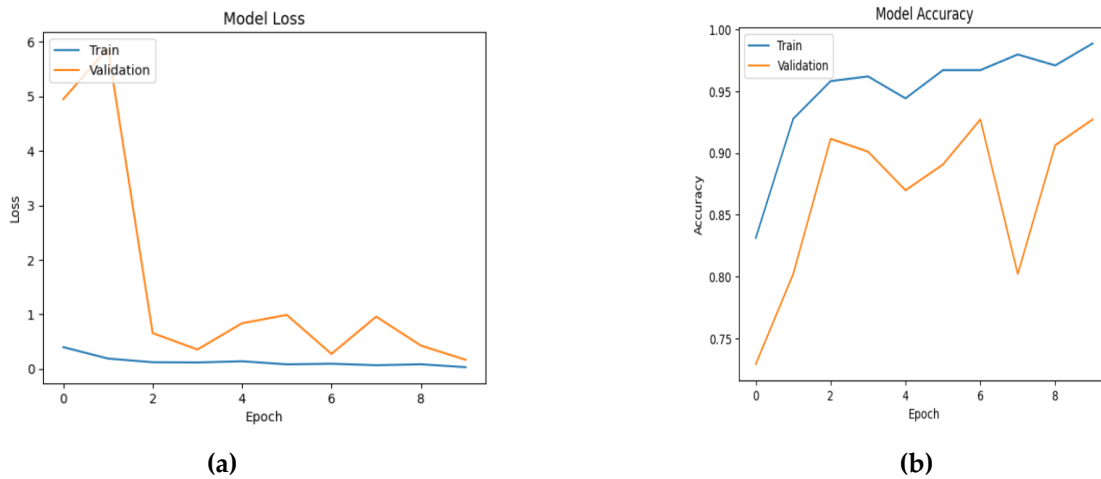 Model Loss
Train
Validation
6
5
4
3
2
1
0
Loss
0 2 4 6 8
Epoch
(a)
Model Accuracy
Train
Validation
1.00
0.95
0.90
0.85
0.80
0.75
Accuracy
0 2 4 6 8
Epoch
(b)